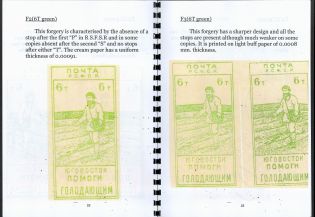 F2(6T green)
This forgery is characterised by the absence of a
stop after the first "F" in R S.F.S.R and in some
copies absent after the second "S" and no stops
after either "T". The cream paper has a uniform
thickness of 0.00091.
ПОЧТА
Р.С.Ф.С.Р.
6т 6т
ЮГОВОСТОК
ПОМОГИ
ГОЛОДАЮЩИМ
F3(6T green)
This forgery has a sharper design and all the
stops are present although much weaker on some
copies. It is printed on light buff paper of 0.0008
mm. thickness.
ПОЧТА ПОЧТА
Р.С.Ф.С.Р. Р.С.Ф.С.Р.
6т 6т 6т 6т
ЮГОВОСТОК ЮГОВОСТОК
ПОМОГИ ПОМОГИ
ГОЛОДАЮЩИМ ГОЛОДАЮЩИМ